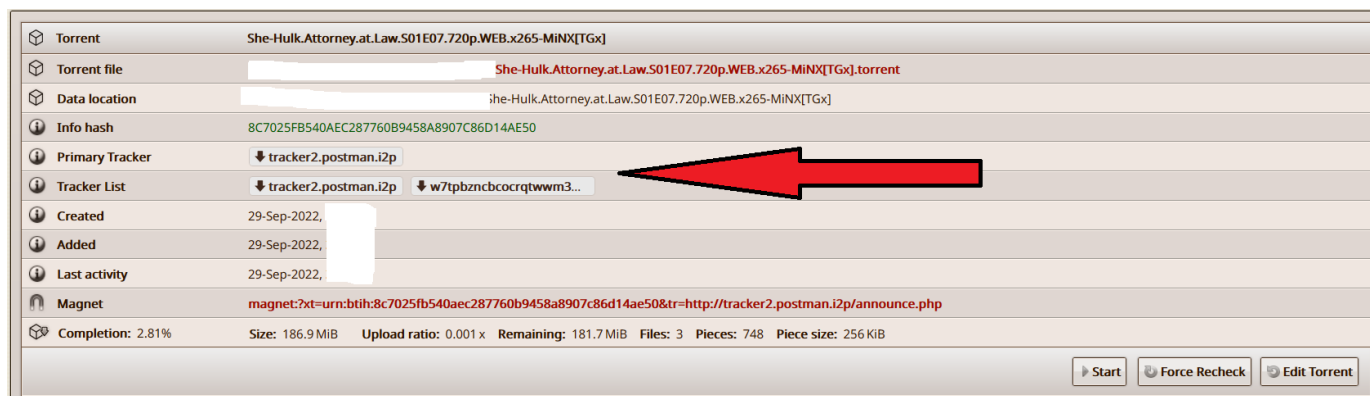 Torrent She-Hulk.Attorney.at.Law.S01E07.720p.WEB.x265-MiNX[TGx]
Torrent file She-Hulk.Attorney.at.Law.S01E07.720p.WEB.x265-MiNX[TGx].torrent
Data location She-Hulk.Attorney.at.Law.S01E07.720p.WEB.x265-MiNX[TGx]
Info hash 8C7025FB540AEC287760B9458A8907C86D14AE50
Primary Tracker tracker2.postman.i2p
Tracker List tracker2.postman.i2p w7tpbzncbcocrqtwwm3...
Created 29-Sep-2022,
Added 29-Sep-2022,
Last activity 29-Sep-2022,
Magnet magnet:?xt=urn:btih:8c7025fb540aec287760b9458a8907c86d14ae50&tr=http://tracker2.postman.i2p/announce.php
Completion: 2.81% Size: 186.9 MiB Upload ratio: 0.001 x Remaining: 181.7 MiB Files: 3 Pieces: 748 Piece size: 256 KiB
Start Force Recheck Edit Torrent